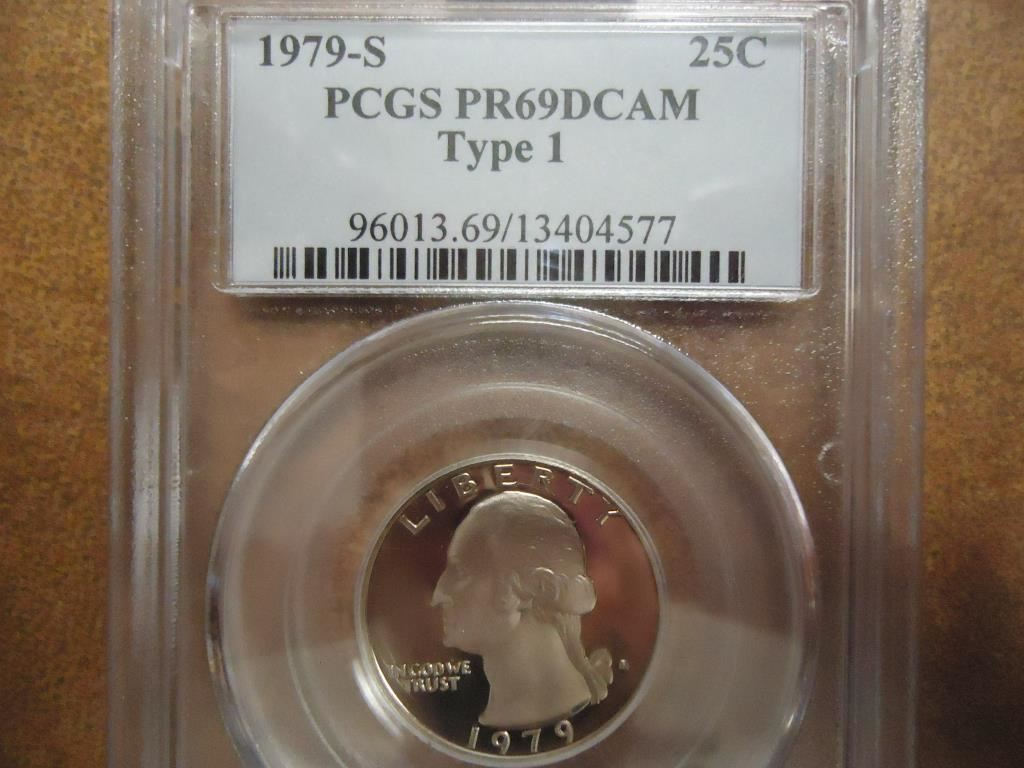 1979-S 25C
PCGS PR69DCAM
Type 1
96013.69/13404577
LIBERTY
IN GOD WE
TRUST
S
1979